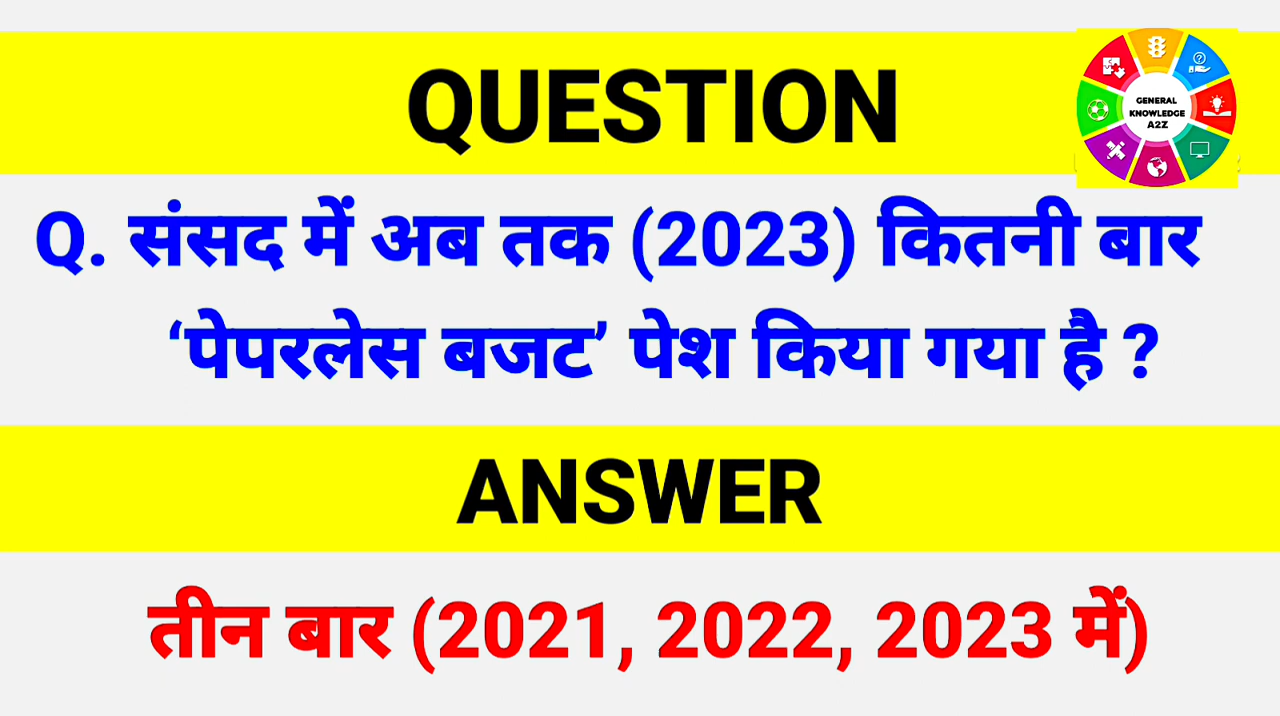 QUESTION
GENERAL
KNOWLEDGE
A2Z
Q. संसद में अब तक (2023) कितनी बार
‘पेपरलेस बजट’ पेश किया गया है ?
ANSWER
तीन बार (2021, 2022, 2023 में)